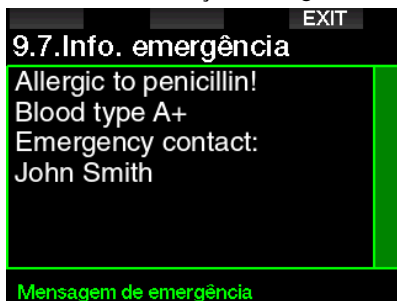 EXIT
9.7.Info. emergência
Allergic to penicillin!
Blood type A+
Emergency contact:
John Smith
Mensagem de emergência